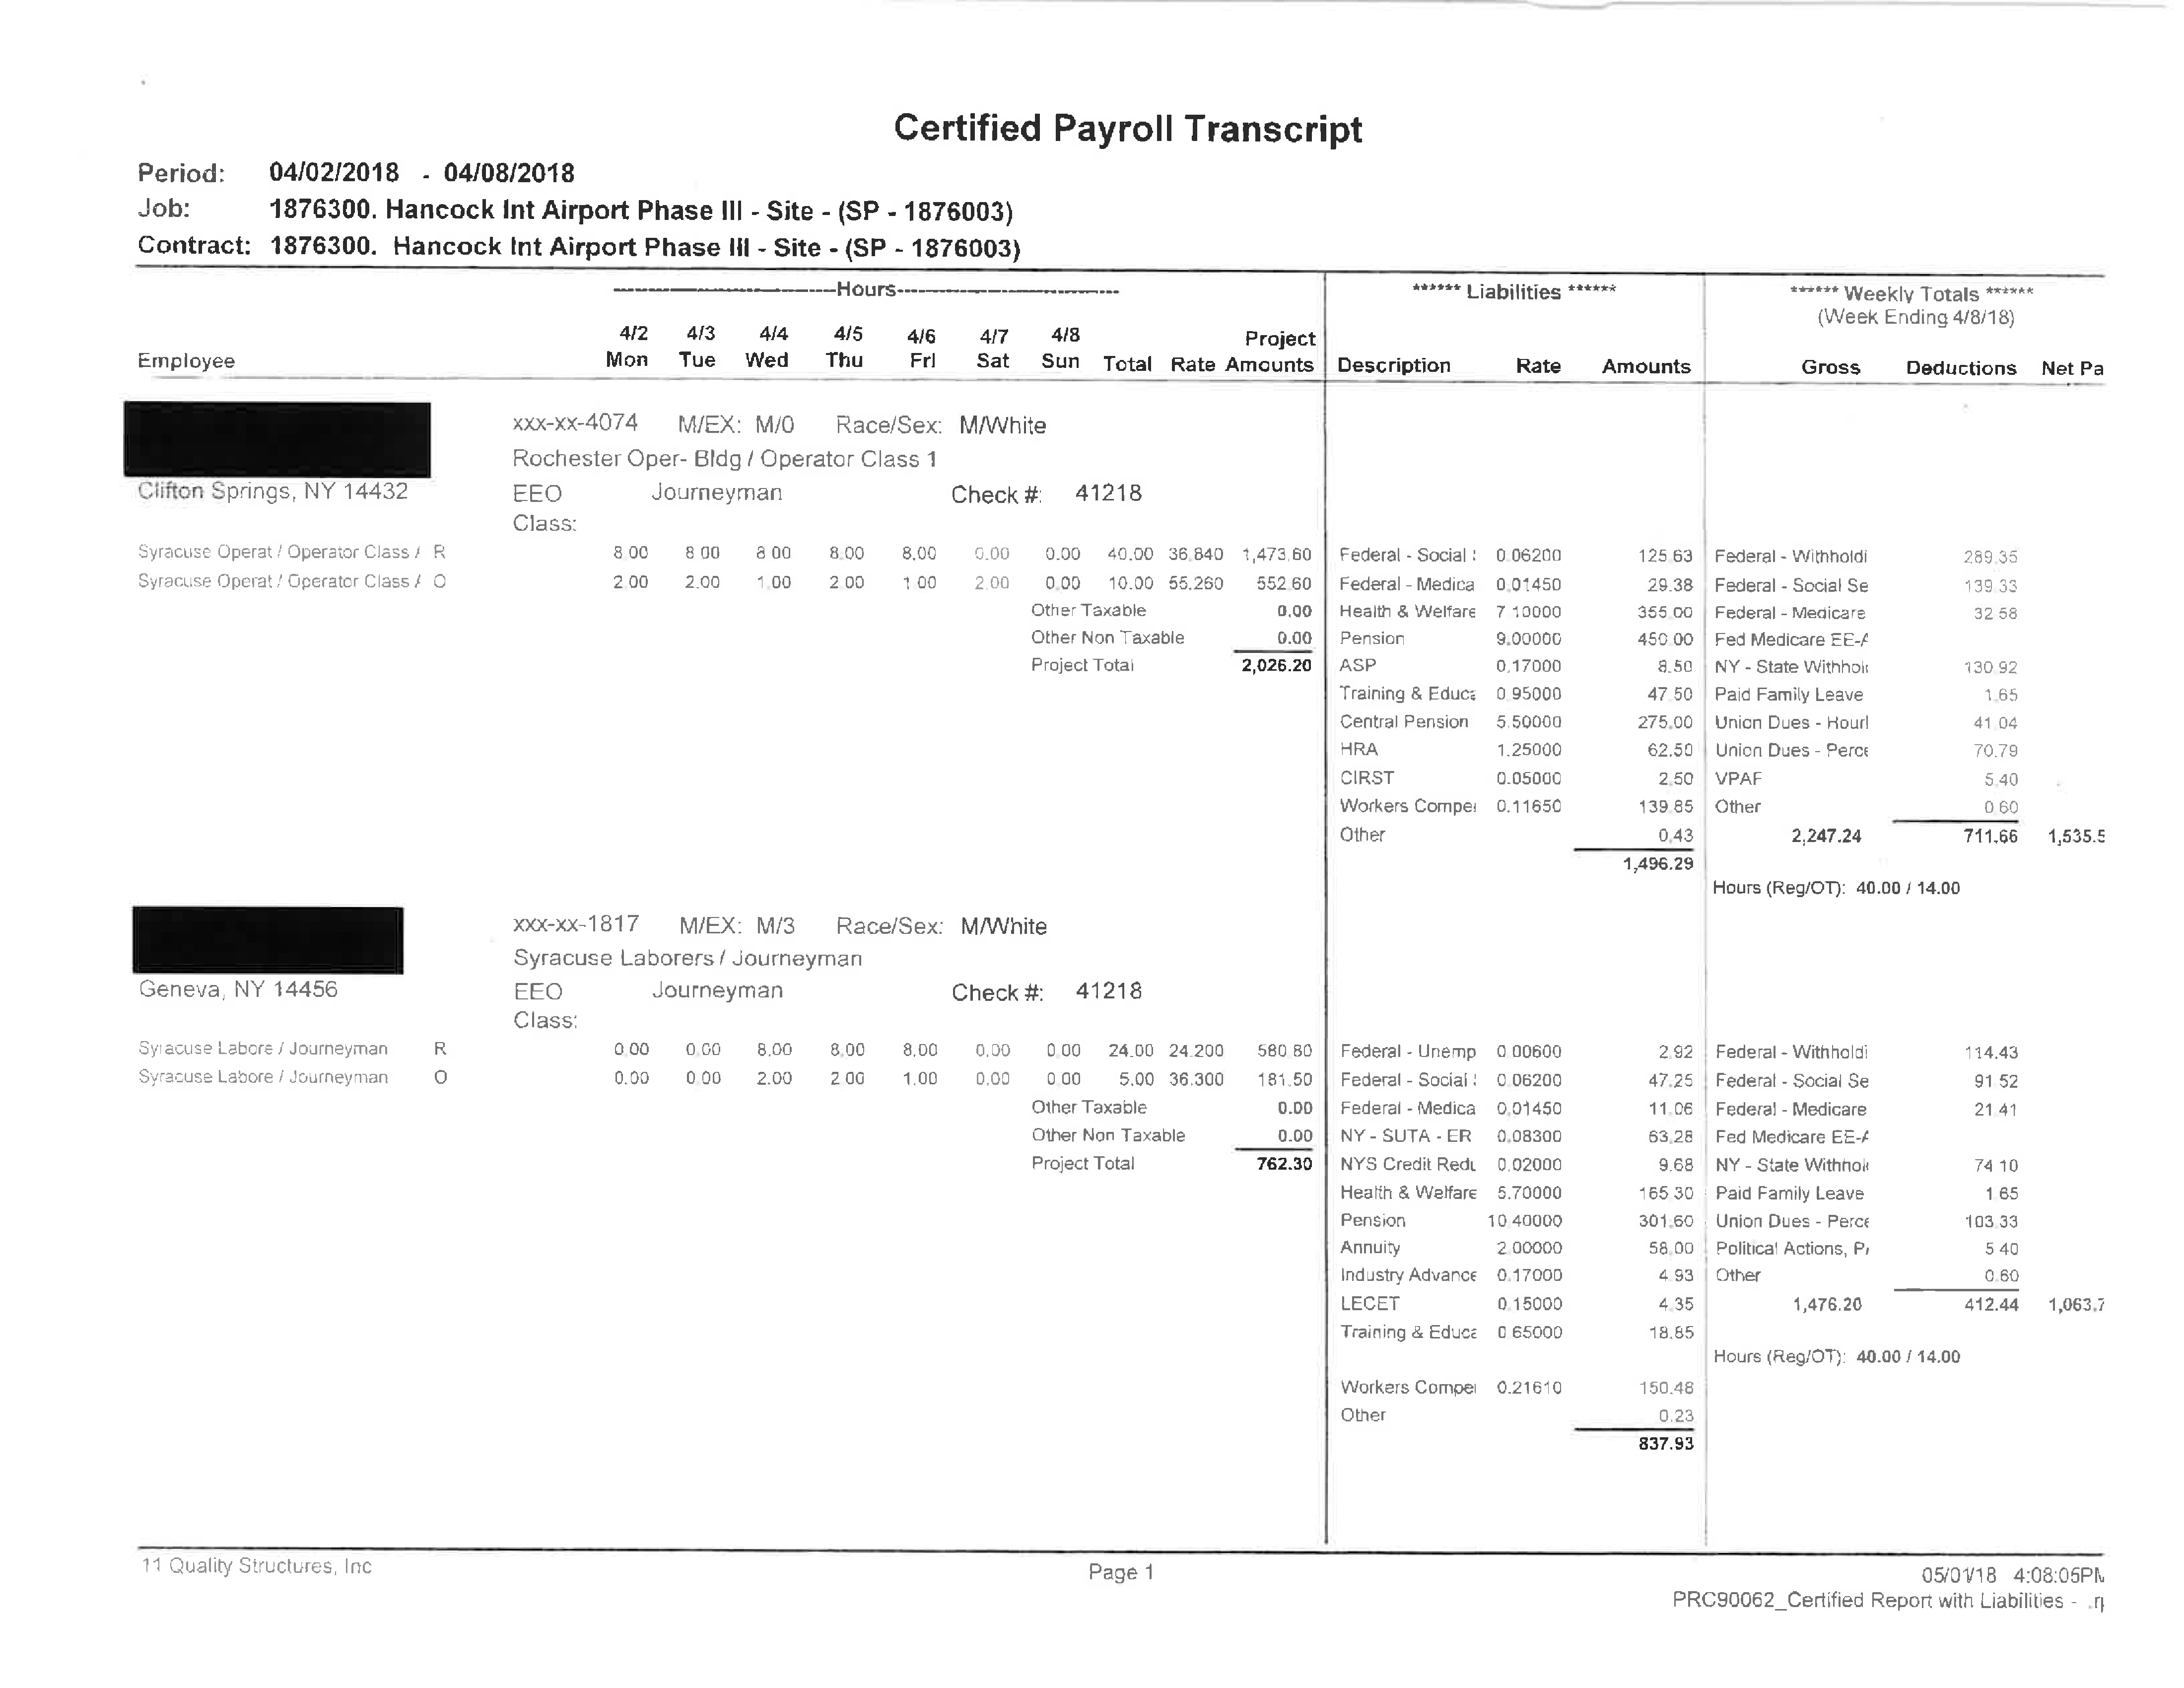 Certified Payroll Transcript
Period: 04/02/2018 - 04/08/2018
Job: 1876300. Hancock Int Airport Phase III - Site - (SP - 1876003)
Contract: 1876300. Hancock Int Airport Phase III - Site - (SP - 1876003)
Hours ****** Liabilities ****** ****** Weekly Totals ******
(Week Ending 4/8/18)
4/2 4/3 4/4 4/5 4/6 4/7 4/8 Project
Employee Mon Tue Wed Thu Fri Sat Sun Total Rate Amounts Description Rate Amounts Gross Deductions Net Pa
xxx-xx-4074 M/EX: M/0 Race/Sex: M/White
Rochester Oper- Bldg / Operator Class 1
Clifton Springs, NY 14432 EEO Journeyman Check #: 41218
Class:
Syracuse Operat / Operator Class / R 8.00 8.00 8.00 8.00 8.00 0.00 0.00 40.00 36.840 1,473.60 Federal - Social 0.06200 125.63 Federal - Withholdi 289.35
Syracuse Operat / Operator Class / O 2.00 2.00 1.00 2.00 1.00 2.00 0.00 10.00 55.260 552.60 Federal - Medica 0.01450 29.38 Federal - Social Se 139.33
Other Taxable 0.00 Health & Welfare 7.10000 355.00 Federal - Medicare 32.58
Other Non Taxable 0.00 Pension 9.00000 450.00 Fed Medicare EE-A
Project Total 2,026.20 ASP 0.17000 8.50 NY - State Withhol 130.92
Training & Educa 0.95000 47.50 Paid Family Leave 1.65
Central Pension 5.50000 275.00 Union Dues - Hourl 41.04
HRA 1.25000 62.50 Union Dues - Perce 70.79
CIRST 0.05000 2.50 VPAF 5.40
Workers Compe 0.11650 139.85 Other 0.60
Other 0.43 2,247.24 711.66 1,535.5
1,496.29
Hours (Reg/OT): 40.00 / 14.00
xxx-xx-1817 M/EX: M/3 Race/Sex: M/White
Syracuse Laborers / Journeyman
Geneva, NY 14456 EEO Journeyman Check #: 41218
Class:
Syracuse Labore / Journeyman R 0.00 0.00 8.00 8.00 8.00 0.00 0.00 24.00 24.200 580.80 Federal - Unemp 0.00600 2.92 Federal - Withholdi 114.43
Syracuse Labore / Journeyman O 0.00 0.00 2.00 2.00 1.00 0.00 0.00 5.00 36.300 181.50 Federal - Social 0.06200 47.25 Federal - Social Se 91.52
Other Taxable 0.00 Federal - Medica 0.01450 11.06 Federal - Medicare 21.41
Other Non Taxable 0.00 NY - SUTA - ER 0.08300 63.28 Fed Medicare EE-A
Project Total 762.30 NYS Credit Redu 0.02000 9.68 NY - State Withhol 74.10
Health & Welfare 5.70000 165.30 Paid Family Leave 1.65
Pension 10.40000 301.60 Union Dues - Perce 103.33
Annuity 2.00000 58.00 Political Actions, P 5.40
Industry Advance 0.17000 4.93 Other 0.60
LECET 0.15000 4.35 1,476.20 412.44 1,063.7
Training & Educa 0.65000 18.85
Hours (Reg/OT): 40.00 / 14.00
Workers Compe 0.21610 150.48
Other 0.23
837.93
11 Quality Structures, Inc Page 1 05/01/18 4:08:05PM
PRC90062_Certified Report with Liabilities - .r